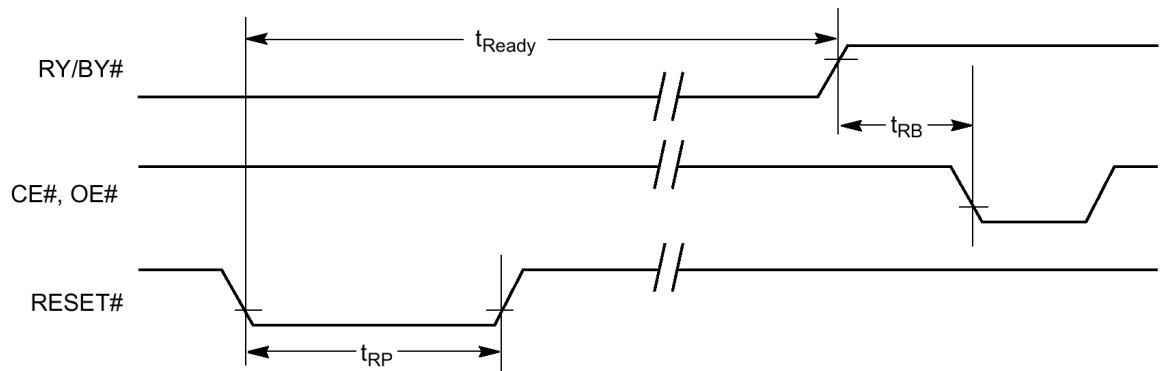 tReady
RY/BY#
tRB
CE#, OE#
RESET#
tRP